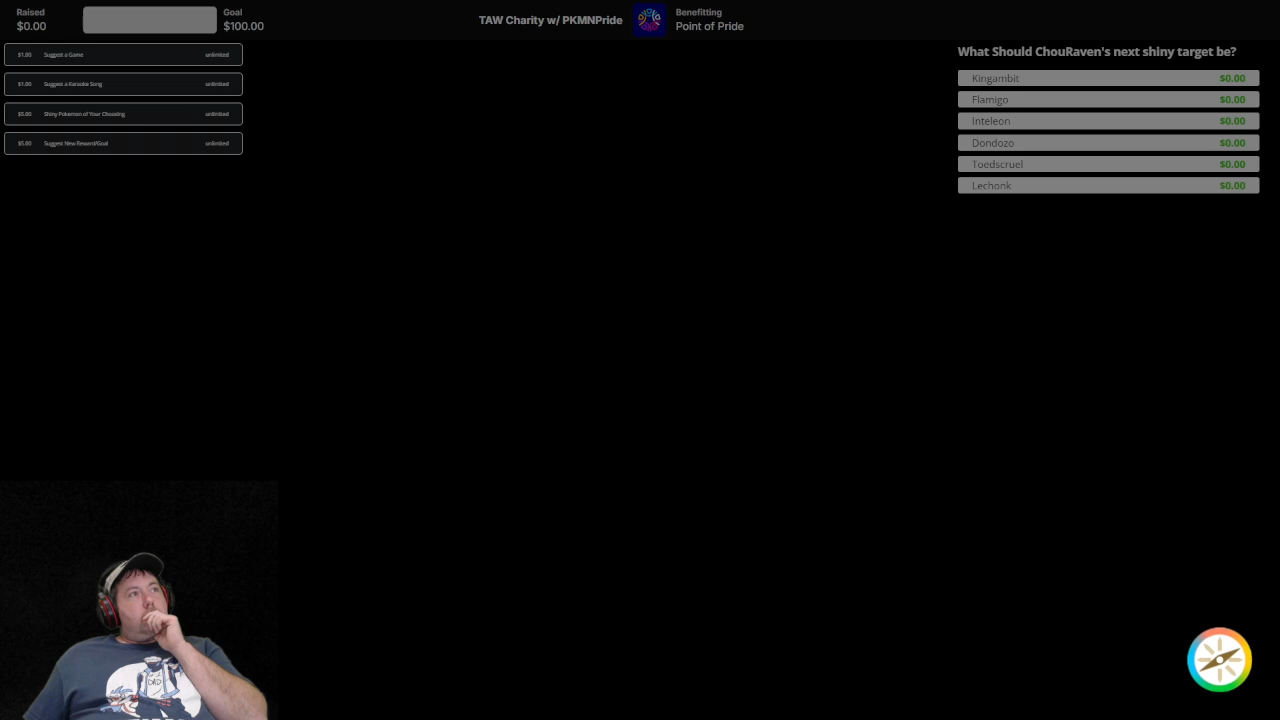 Raised
$0.00
Goal
$100.00
TAW Charity w/ PKMNPride
Benefitting
Point of Pride
$1.00 Suggest a Game unlimited
$1.00 Suggest a Karaoke Song unlimited
$5.00 Shiny Pokemon of Your Choosing unlimited
$5.00 Suggest New Reward/Goal unlimited
What Should ChouRaven's next shiny target be?
Kingambit $0.00
Flamigo $0.00
Inteleon $0.00
Dondozo $0.00
Toedscruel $0.00
Lechonk $0.00
DAD